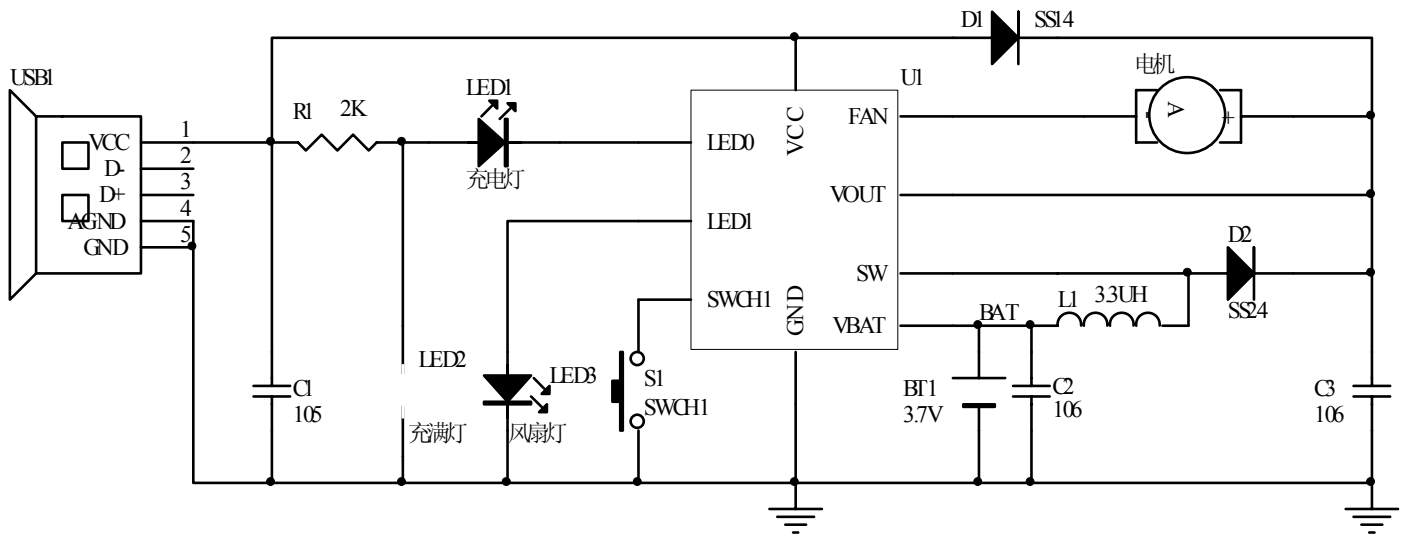 D1 SS14
USB1
电机
U1
LED1
R1 2K
VCC 1
D- 2
D+ 3
AGND 4
GND 5
充电灯
LED0
VCC
FAN
A
- +
LED1
VOUT
D2
SW
SS24
SWCH1
GND
VBAT
BAT
L1 3.3UH
LED2
LED3
S1
SWCH1
C1
105
充满灯
风扇灯
BT1
3.7V
C2
106
C3
106